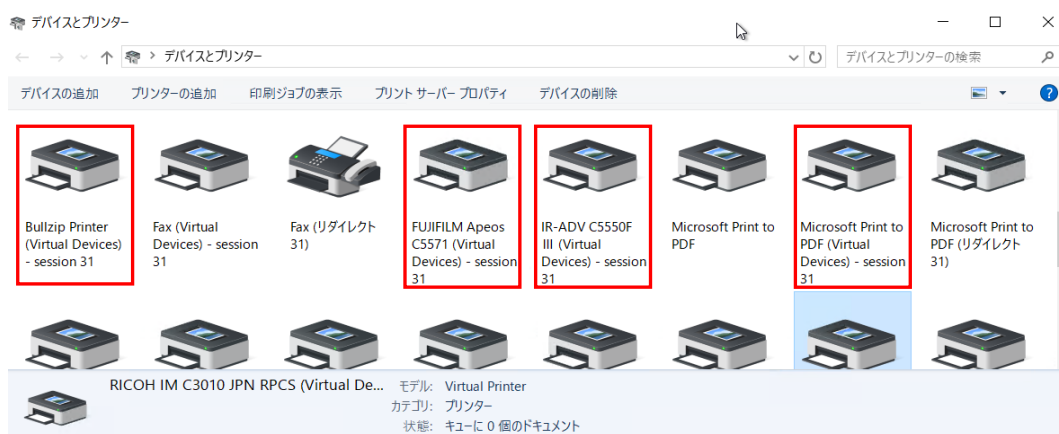 デバイスとプリンター
デバイスとプリンター
デバイスとプリンターの検索
デバイスの追加 プリンターの追加 印刷ジョブの表示 プリント サーバー プロパティ デバイスの削除
Bullzip Printer
(Virtual Devices)
- session 31
Fax (Virtual
Devices) - session
31
Fax (リダイレクト
31)
FUJIFILM Apeos
C5571 (Virtual
Devices) - session
31
IR-ADV C5550F
III (Virtual
Devices) - session
31
Microsoft Print to
PDF
Microsoft Print to
PDF (Virtual
Devices) - session
31
Microsoft Print to
PDF (リダイレクト
31)
RICOH IM C3010 JPN RPCS (Virtual De...
モデル: Virtual Printer
カテゴリ: プリンター
状態: キューに 0 個のドキュメント